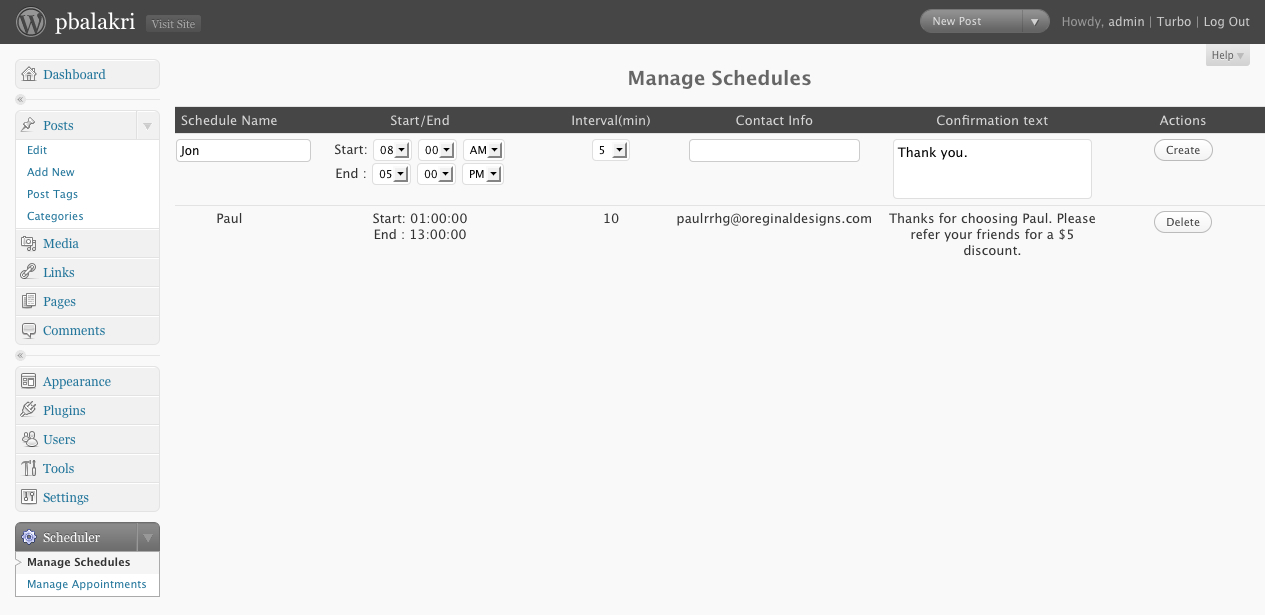 pbalakri Visit Site New Post Howdy, admin | Turbo | Log Out
Help
Dashboard
Posts
Edit
Add New
Post Tags
Categories
Media
Links
Pages
Comments
Appearance
Plugins
Users
Tools
Settings
Scheduler
Manage Schedules
Manage Appointments
Manage Schedules
Schedule Name Start/End Interval(min) Contact Info Confirmation text Actions
Jon Start: 08 00 AM 5 Thank you. Create
End : 05 00 PM
Paul Start: 01:00:00 10 paulrrhg@oreginaldesigns.com Thanks for choosing Paul. Please Delete
End : 13:00:00 refer your friends for a $5
discount.